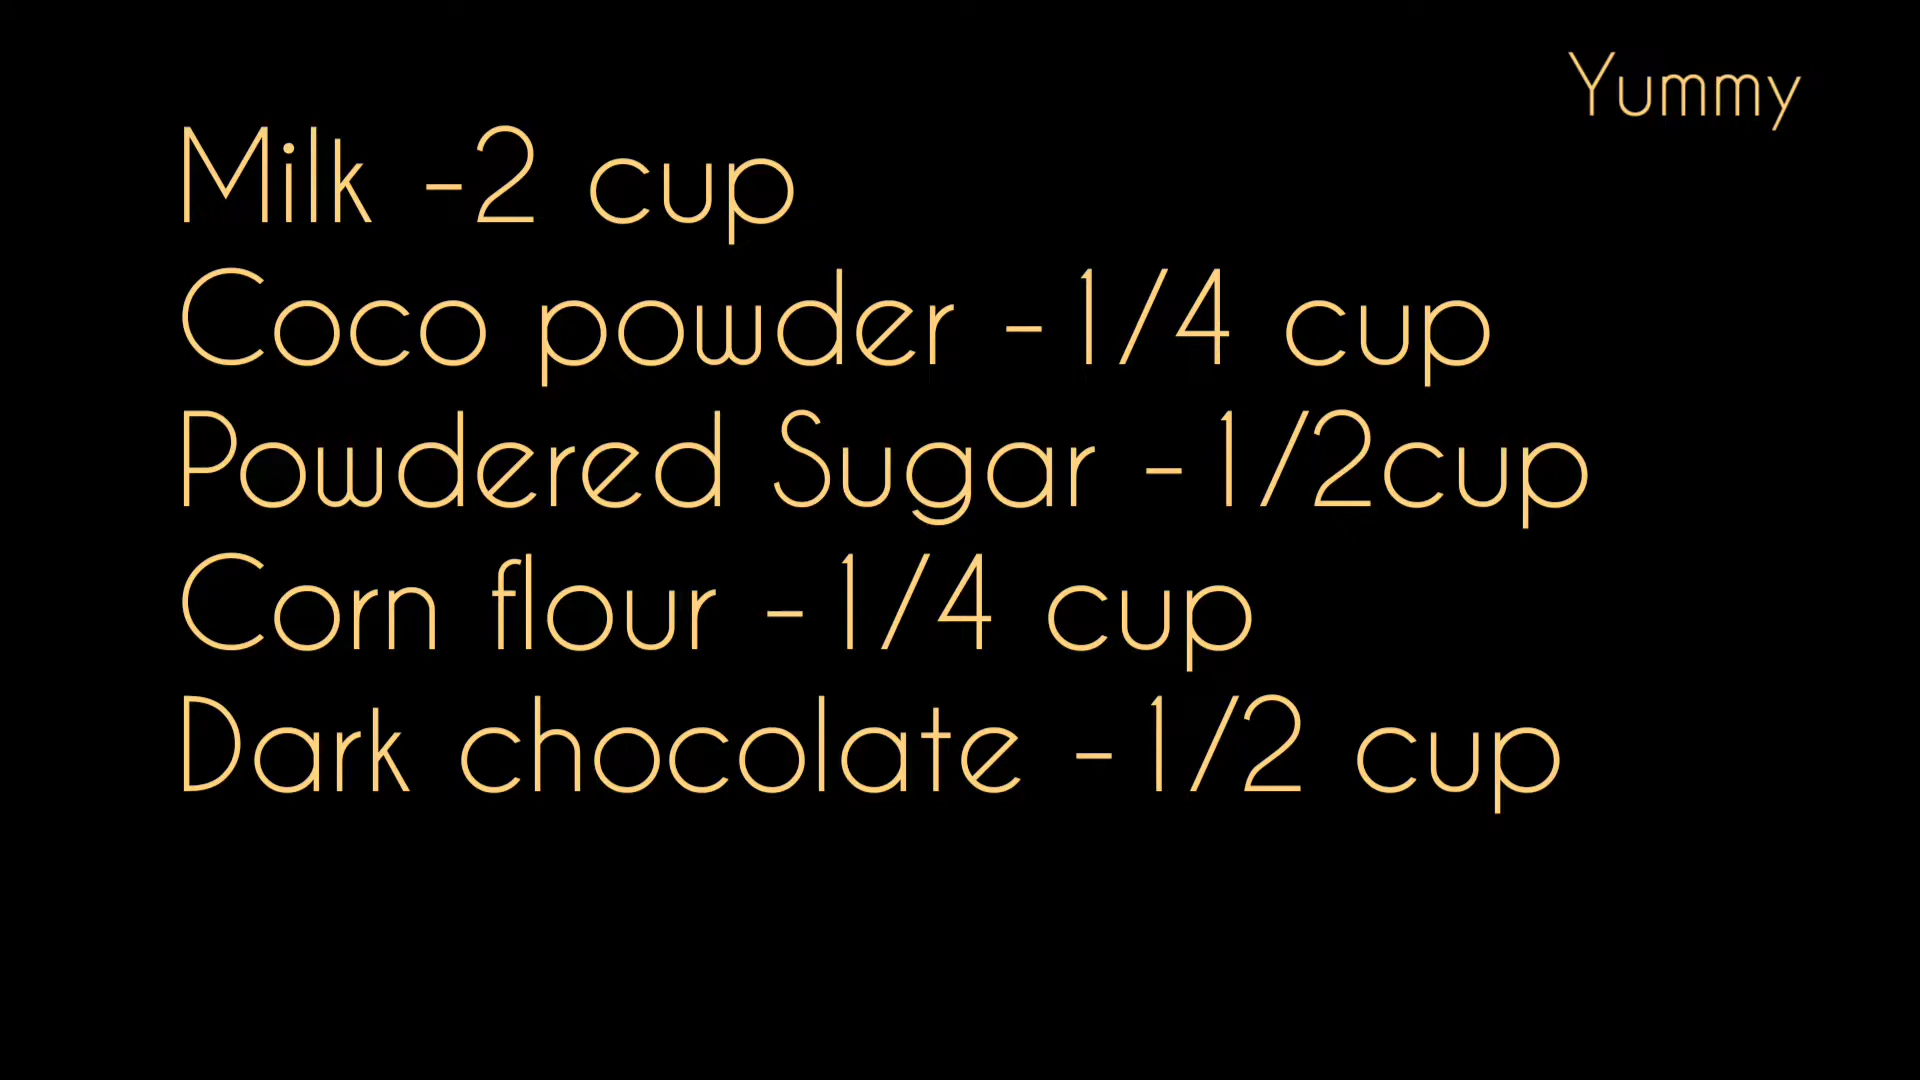 Yummy
Milk -2 cup
Coco powder -1/4 cup
Powdered Sugar -1/2cup
Corn flour -1/4 cup
Dark chocolate -1/2 cup